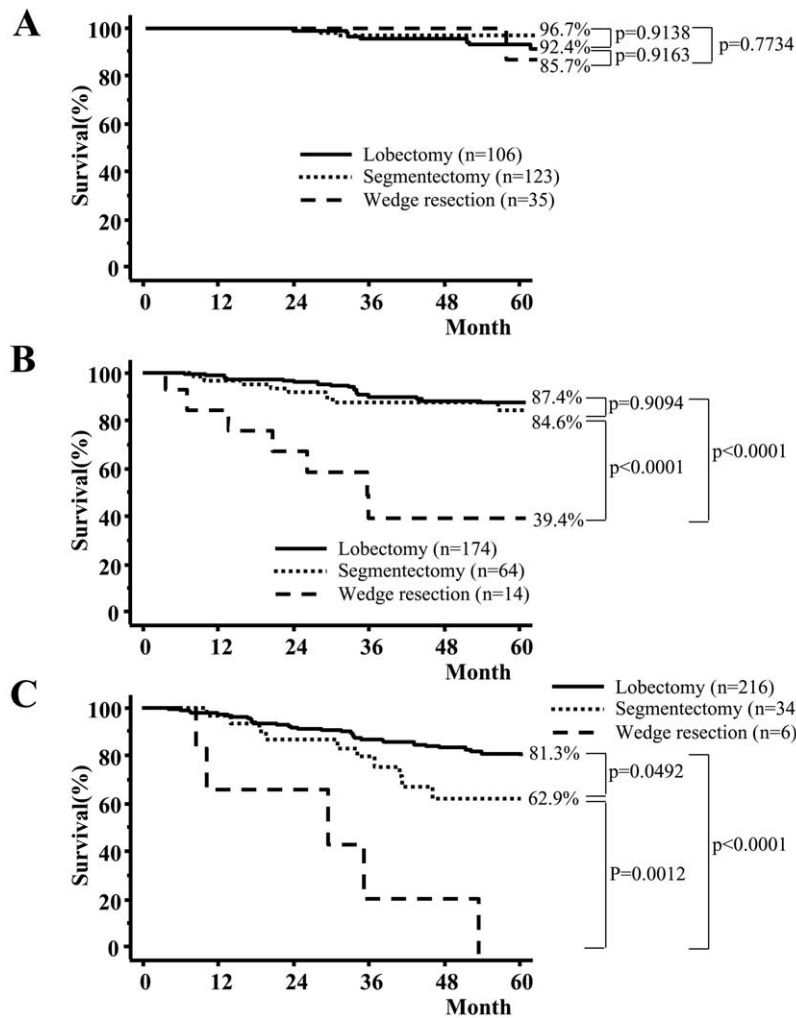 A
100
80
60
40
20
0
Survival(%)
96.7%
92.4%
85.7%
p=0.9138
p=0.9163
p=0.7734
Lobectomy (n=106)
Segmentectomy (n=123)
Wedge resection (n=35)
0 12 24 36 48 60
Month
B
100
80
60
40
20
0
Survival(%)
87.4%
84.6%
39.4%
p=0.9094
p<0.0001
p<0.0001
Lobectomy (n=174)
Segmentectomy (n=64)
Wedge resection (n=14)
0 12 24 36 48 60
Month
C
Lobectomy (n=216)
Segmentectomy (n=34
Wedge resection (n=6)
100
80
60
40
20
0
Survival(%)
81.3%
62.9%
p=0.0492
P=0.0012
p<0.0001
0 12 24 36 48 60
Month